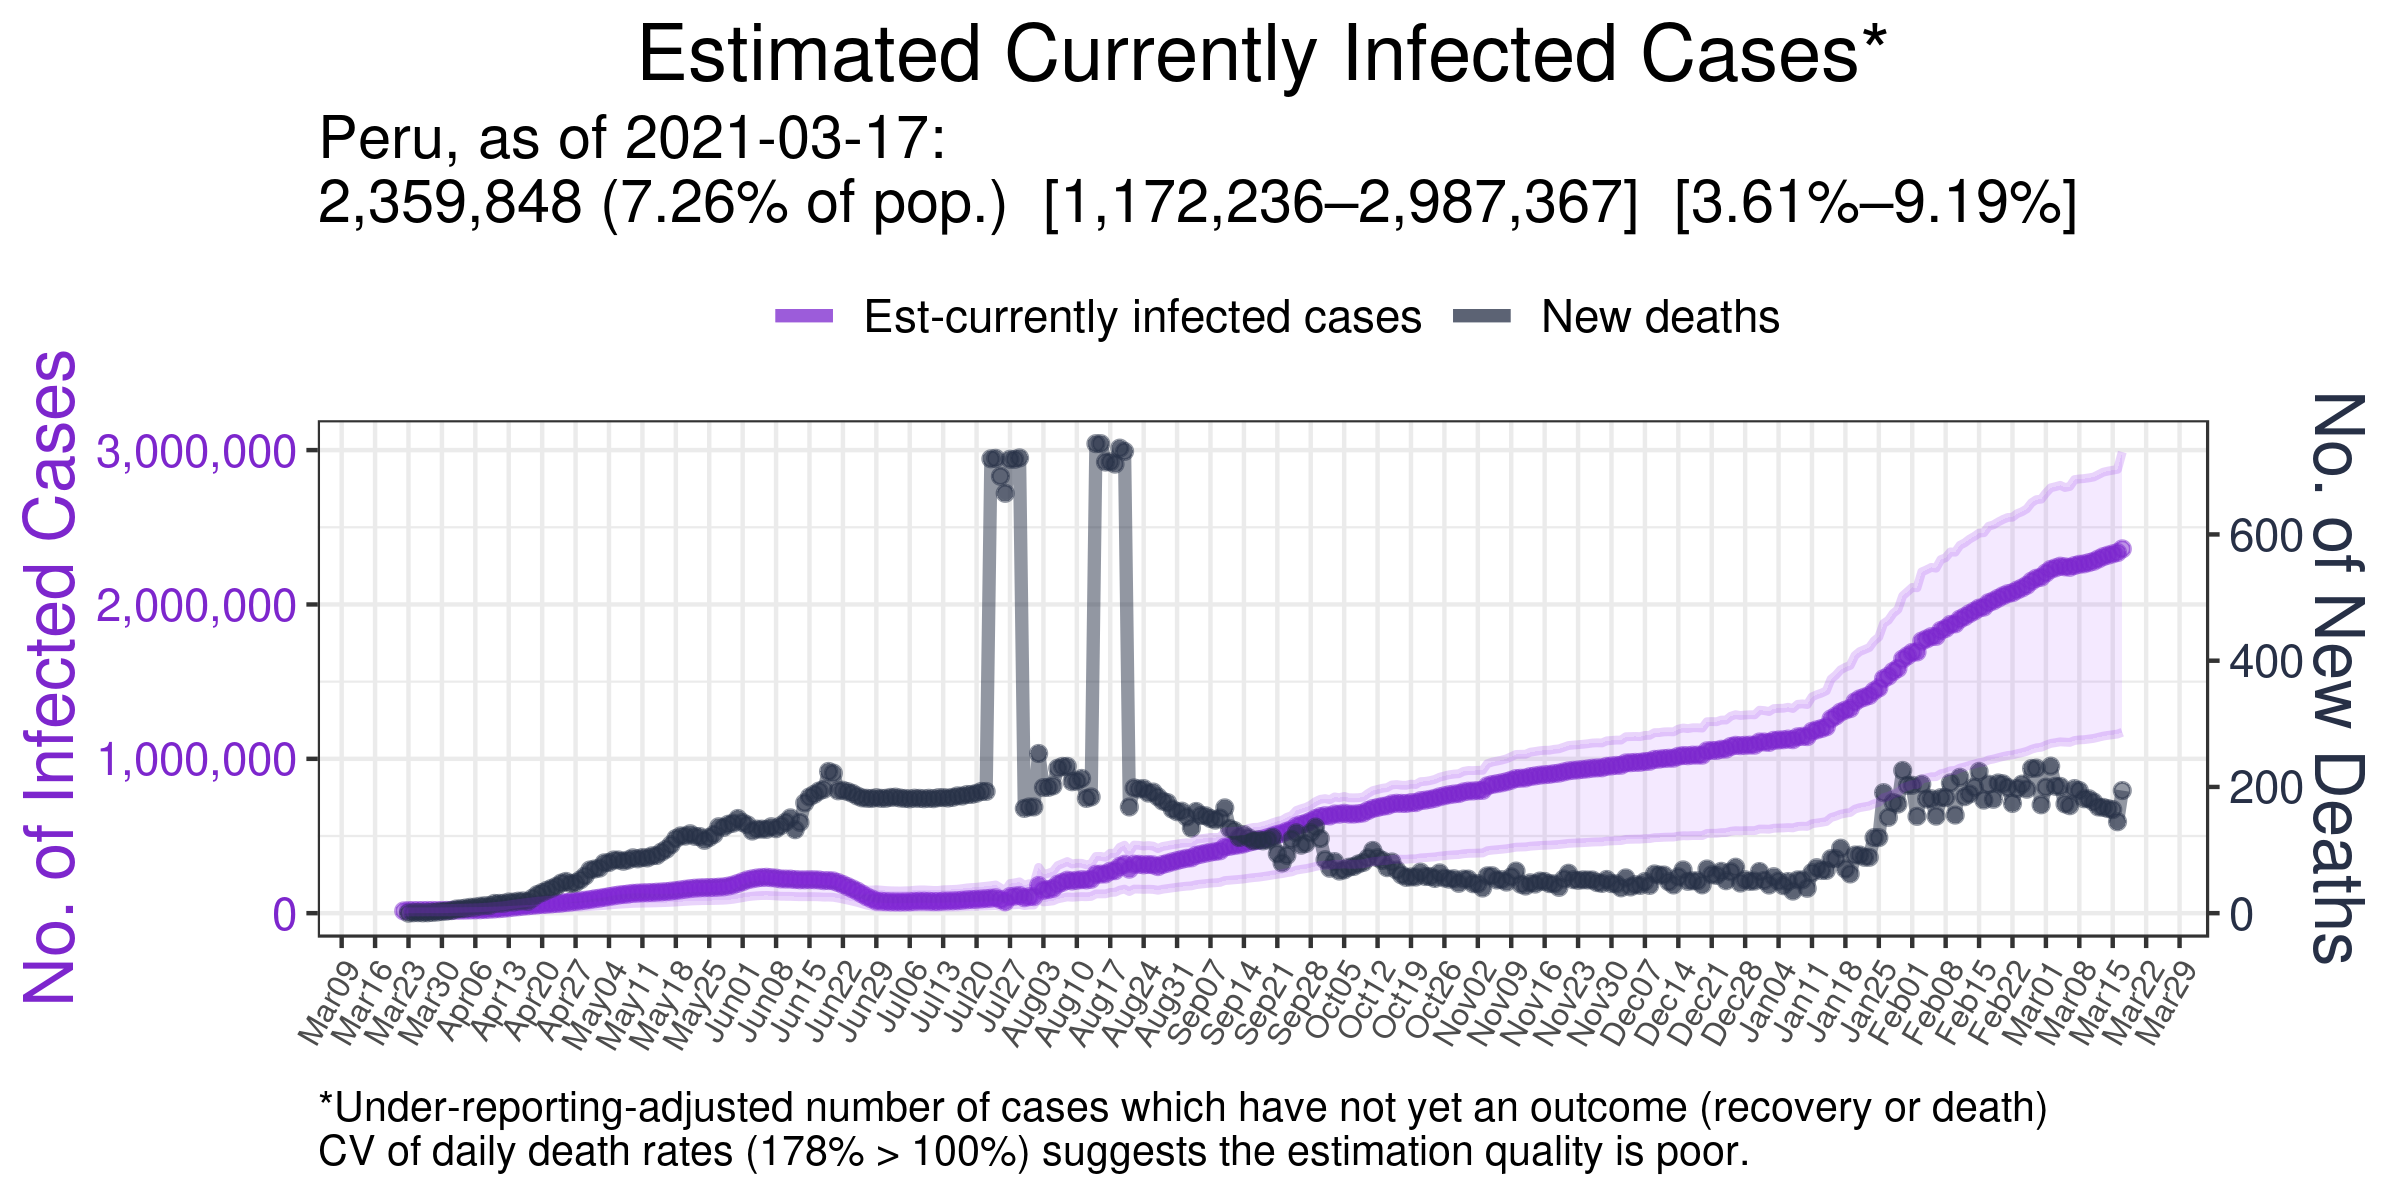 Estimated Currently Infected Cases*
Peru, as of 2021-03-17:
2,359,848 (7.26% of pop.) [1,172,236–2,987,367] [3.61%–9.19%]
Est-currently infected cases New deaths
No. of Infected Cases
3,000,000
2,000,000
1,000,000
0
No. of New Deaths
600
400
200
0
Mar09 Mar16 Mar23 Mar30 Apr06 Apr13 Apr20 Apr27 May04 May11 May18 May25 Jun01 Jun08 Jun15 Jun22 Jun29 Jul06 Jul13 Jul20 Jul27 Aug03 Aug10 Aug17 Aug24 Aug31 Sep07 Sep14 Sep21 Sep28 Oct05 Oct12 Oct19 Oct26 Nov02 Nov09 Nov16 Nov23 Nov30 Dec07 Dec14 Dec21 Dec28 Jan04 Jan11 Jan18 Jan25 Feb01 Feb08 Feb15 Feb22 Mar01 Mar08 Mar15 Mar22 Mar29
*Under-reporting-adjusted number of cases which have not yet an outcome (recovery or death)
CV of daily death rates (178% > 100%) suggests the estimation quality is poor.